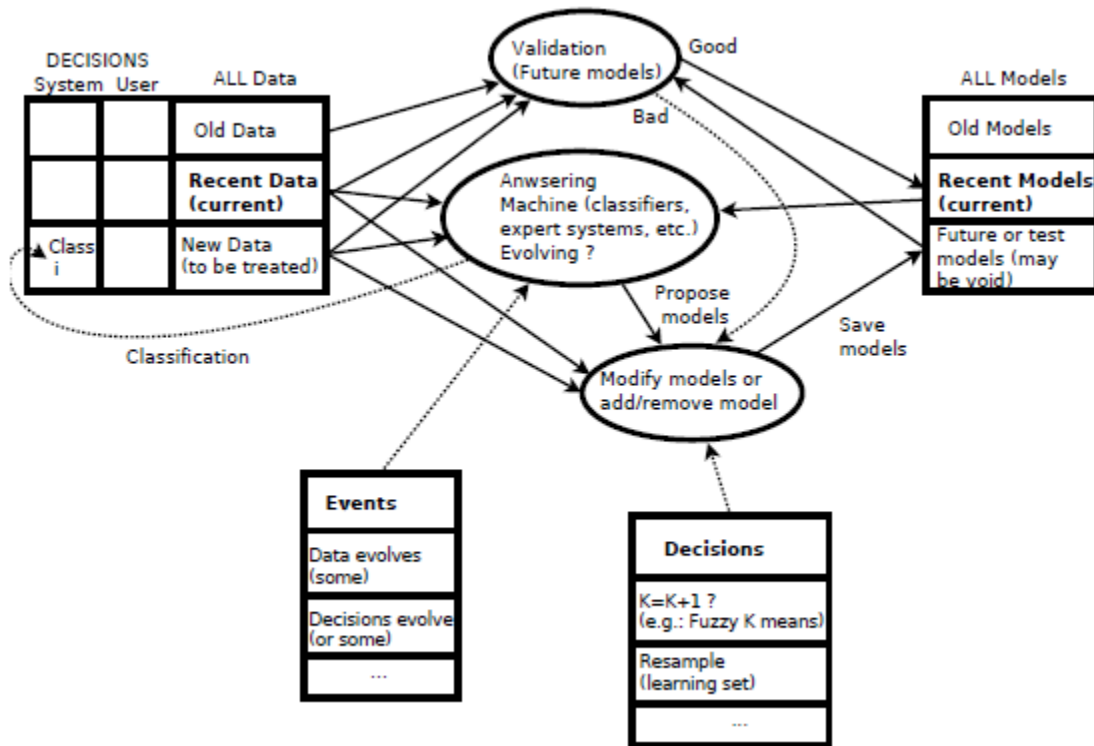 DECISIONS
System User
ALL Data
Old Data
Recent Data
(current)
Class
i
New Data
(to be treated)
Classification
Validation
(Future models)
Good
Bad
Anwsering
Machine (classifiers,
expert systems, etc.)
Evolving ?
Propose
models
Save
models
Modify models or
add/remove model
ALL Models
Old Models
Recent Models
(current)
Future or test
models (may
be void)
Events
Data evolves
(some)
Decisions evolve
(or some)
...
Decisions
K=K+1 ?
(e.g.: Fuzzy K means)
Resample
(learning set)
...